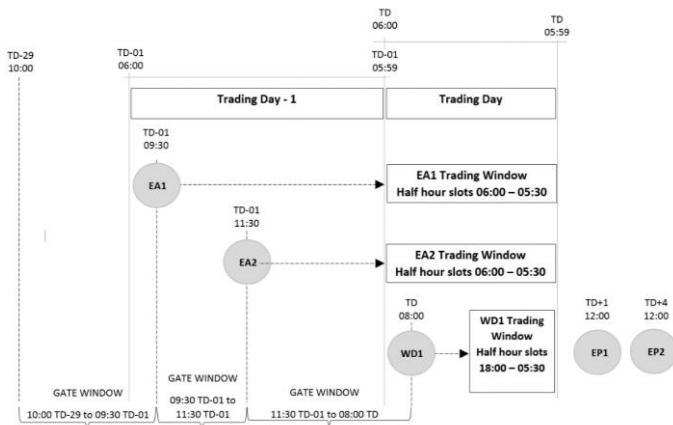 TD
06:00
TD
05:59
TD-29
10:00
TD-01
06:00
TD-01
05:59
Trading Day - 1
Trading Day
TD-01
09:30
EA1
EA1 Trading Window
Half hour slots 06:00 – 05:30
TD-01
11:30
EA2
EA2 Trading Window
Half hour slots 06:00 – 05:30
TD
08:00
WD1
WD1 Trading
Window
Half hour slots
18:00 – 05:30
TD+1
12:00
EP1
TD+4
12:00
EP2
GATE WINDOW
10:00 TD-29 to 09:30 TD-01
GATE WINDOW
09:30 TD-01 to
11:30 TD-01
GATE WINDOW
11:30 TD-01 to 08:00 TD